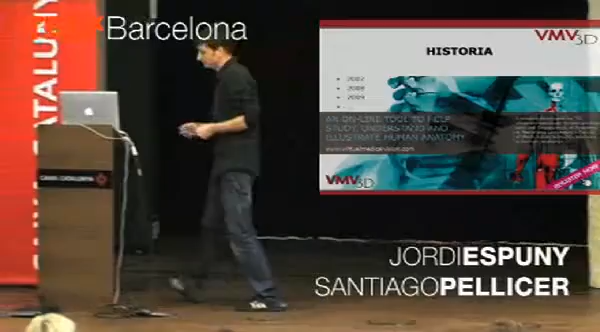 Barcelona
VMV3D
HISTORIA
2007
2008
2009
AN ON-LINE TOOL TO HELP
STUDY, UNDERSTAND AND
ILLUSTRATE HUMAN ANATOMY
VMV3D
JORDIESPUNY
SANTIAGOPELLICER